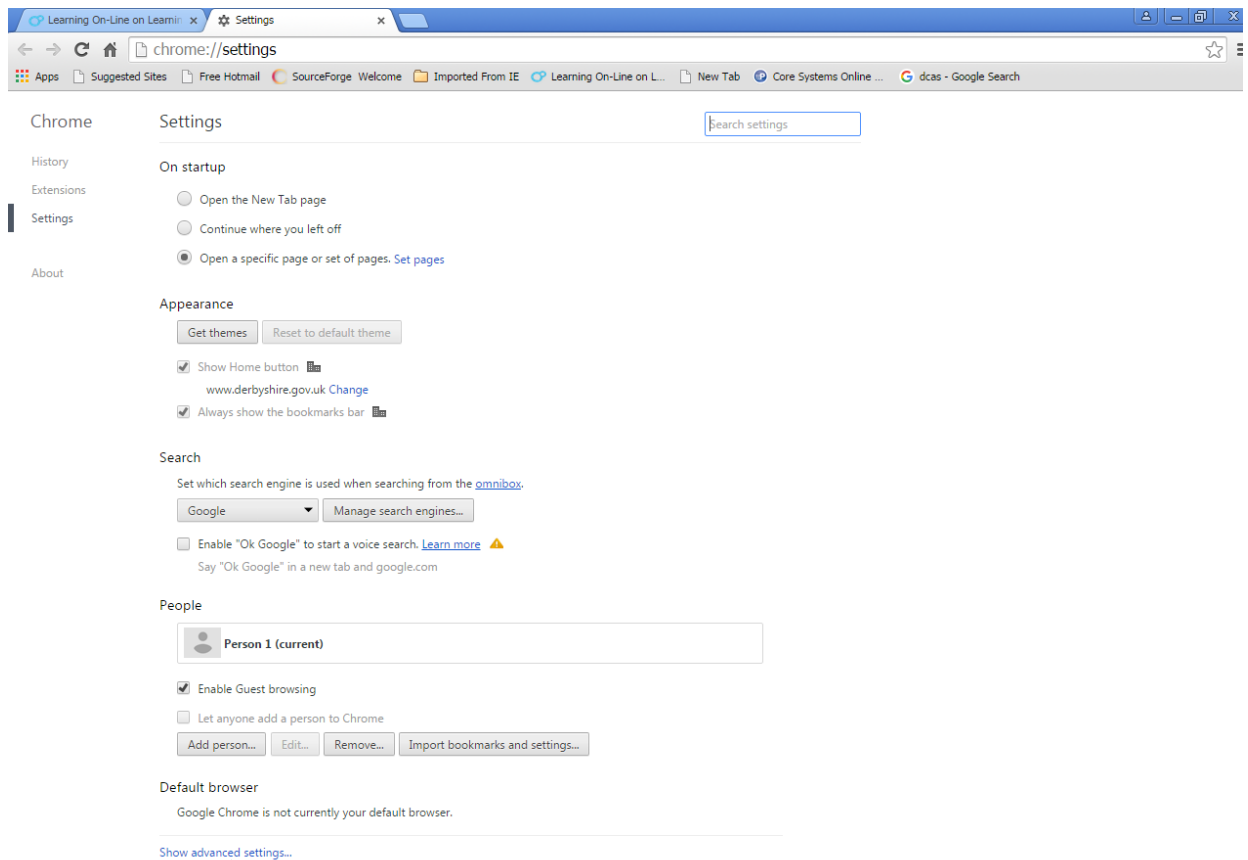 Learning On-Line on Learnin
Settings
chrome://settings
Apps Suggested Sites Free Hotmail SourceForge Welcome Imported From IE Learning On-Line on L... New Tab Core Systems Online ... dcas - Google Search
Chrome
History
Extensions
Settings
About
Settings
Search settings
On startup
Open the New Tab page
Continue where you left off
Open a specific page or set of pages. Set pages
Appearance
Get themes Reset to default theme
Show Home button
www.derbyshire.gov.uk Change
Always show the bookmarks bar
Search
Set which search engine is used when searching from the omnibox.
Google Manage search engines...
Enable "Ok Google" to start a voice search. Learn more
Say "Ok Google" in a new tab and google.com
People
Person 1 (current)
Enable Guest browsing
Let anyone add a person to Chrome
Add person... Edit... Remove... Import bookmarks and settings...
Default browser
Google Chrome is not currently your default browser.
Show advanced settings...